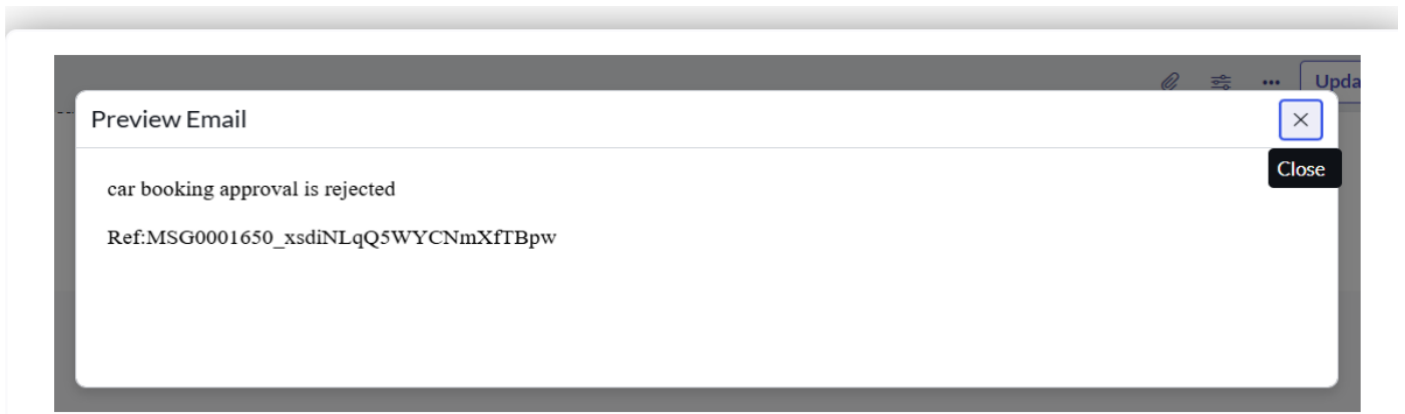 Upda
Preview Email
Close
car booking approval is rejected
Ref:MSG0001650_xsdiNLqQ5WYCNmXfTBpw